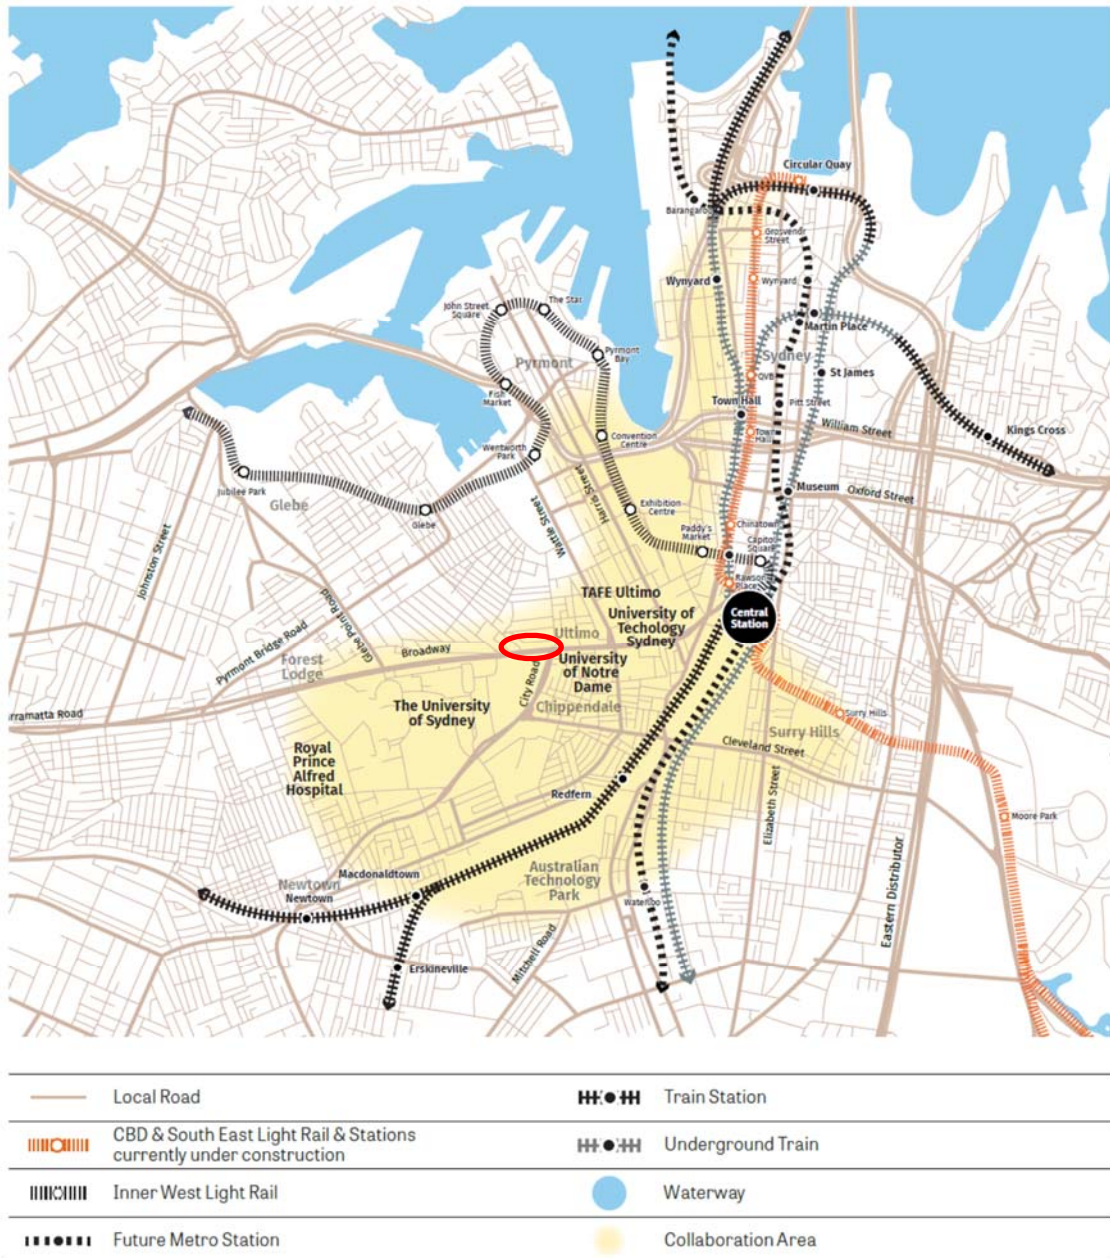 Circular Quay
Barangaroo
Grosvenor
Street
Wynyard
Wynyard
John Street
Square
The Star
Martin Place
Pyrmont
Bay
Pyrmont
Sydney
St James
QVB
Fish
Market
Town Hall
Pitt Street
William Street
Kings Cross
Town
Hall
Convention
Centre
Wentworth
Park
Museum
Oxford Street
Jubilee Park
Glebe
Glebe
Harris Street
Wattle Street
Exhibition
Centre
Paddy's
Market
Chinatown
Capitol
Square
Johnston Street
Rawson
Place
TAFE Ultimo
University of
Techology
Sydney
Central
Station
Glebe Point Road
Pyrmont Bridge Road
Ultimo
Broadway
Forest
Lodge
University
of Notre
Dame
City Road
Chippendale
The University
of Sydney
rramatta Road
Surry Hills
Surry Hills
Cleveland Street
Royal
Prince
Alfred
Hospital
Redfern
Elizabeth Street
Moore Park
Eastern Distributor
Australian
Technology
Park
Macdonaldtown
Newtown
Newtown
Waterloo
Mitchell Road
Erskineville
Local Road
Train Station
CBD & South East Light Rail & Stations
currently under construction
Underground Train
Inner West Light Rail
Waterway
Future Metro Station
Collaboration Area